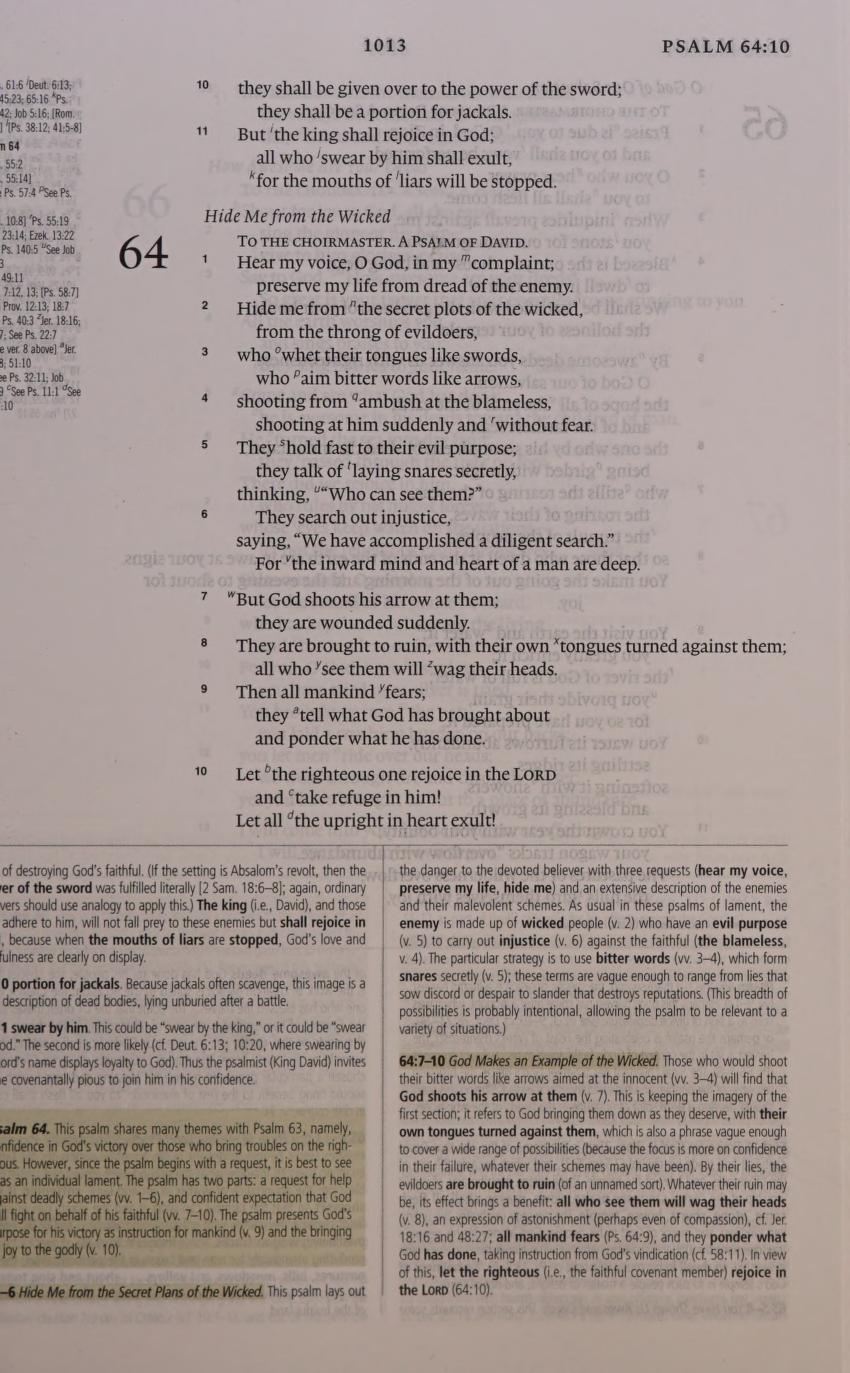 1013 PSALM 64:10
. 61:6 ʲDeut. 6:13;
45:23; 65:16 ᵏPs.
42; Job 5:16; [Rom.
] ˡ[Ps. 38:12; 41:5-8]
m 64
. 55:2
. 55:14]
Ps. 57:4 ᵖSee Ps.
. 10:8] ʳPs. 55:19
23:14; Ezek. 13:22
Ps. 140:5 ᵘSee Job
3
49:11
7:12, 13; [Ps. 58:7]
Prov. 12:13; 18:7
Ps. 40:3 ᶻJer. 18:16;
7; See Ps. 22:7
e ver. 8 above] ᵃJer.
8; 51:10
ee Ps. 32:11; Job
ᶜSee Ps. 11:1 ᵈSee
:10
10 they shall be given over to the power of the sword;
they shall be a portion for jackals.
11 But ⁱthe king shall rejoice in God;
all who ʲswear by him shall exult,
ᵏfor the mouths of ˡliars will be stopped.
Hide Me from the Wicked
64 TO THE CHOIRMASTER. A PSALM OF DAVID.
1 Hear my voice, O God, in my ᵐcomplaint;
preserve my life from dread of the enemy.
2 Hide me from ⁿthe secret plots of the wicked,
from the throng of evildoers,
3 who ᵒwhet their tongues like swords,
who ᵖaim bitter words like arrows,
4 shooting from ᑫambush at the blameless,
shooting at him suddenly and ʳwithout fear.
5 They ˢhold fast to their evil purpose;
they talk of ᵗlaying snares secretly,
thinking, ᵘ“Who can see them?”
6 They search out injustice,
saying, “We have accomplished a diligent search.”
For ᵛthe inward mind and heart of a man are deep.
7 ʷBut God shoots his arrow at them;
they are wounded suddenly.
8 They are brought to ruin, with their own ˣtongues turned against them;
all who ʸsee them will ᶻwag their heads.
9 Then all mankind ʸfears;
they ᵃtell what God has brought about
and ponder what he has done.
10 Let ᵇthe righteous one rejoice in the LORD
and ᶜtake refuge in him!
Let all ᵈthe upright in heart exult!
of destroying God’s faithful. (If the setting is Absalom’s revolt, then the
er of the sword was fulfilled literally [2 Sam. 18:6–8]; again, ordinary
vers should use analogy to apply this.) The king (i.e., David), and those
adhere to him, will not fall prey to these enemies but shall rejoice in
, because when the mouths of liars are stopped, God’s love and
fulness are clearly on display.
0 portion for jackals. Because jackals often scavenge, this image is a
description of dead bodies, lying unburied after a battle.
1 swear by him. This could be “swear by the king,” or it could be “swear
od.” The second is more likely (cf. Deut. 6:13; 10:20, where swearing by
ord’s name displays loyalty to God). Thus the psalmist (King David) invites
e covenantally pious to join him in his confidence.
salm 64. This psalm shares many themes with Psalm 63, namely,
nfidence in God’s victory over those who bring troubles on the righ-
ous. However, since the psalm begins with a request, it is best to see
as an individual lament. The psalm has two parts: a request for help
ainst deadly schemes (vv. 1–6), and confident expectation that God
ll fight on behalf of his faithful (vv. 7–10). The psalm presents God’s
rpose for his victory as instruction for mankind (v. 9) and the bringing
joy to the godly (v. 10).
–6 Hide Me from the Secret Plans of the Wicked. This psalm lays out
the danger to the devoted believer with three requests (hear my voice,
preserve my life, hide me) and an extensive description of the enemies
and their malevolent schemes. As usual in these psalms of lament, the
enemy is made up of wicked people (v. 2) who have an evil purpose
(v. 5) to carry out injustice (v. 6) against the faithful (the blameless,
v. 4). The particular strategy is to use bitter words (vv. 3–4), which form
snares secretly (v. 5); these terms are vague enough to range from lies that
sow discord or despair to slander that destroys reputations. (This breadth of
possibilities is probably intentional, allowing the psalm to be relevant to a
variety of situations.)
64:7–10 God Makes an Example of the Wicked. Those who would shoot
their bitter words like arrows aimed at the innocent (vv. 3–4) will find that
God shoots his arrow at them (v. 7). This is keeping the imagery of the
first section; it refers to God bringing them down as they deserve, with their
own tongues turned against them, which is also a phrase vague enough
to cover a wide range of possibilities (because the focus is more on confidence
in their failure, whatever their schemes may have been). By their lies, the
evildoers are brought to ruin (of an unnamed sort). Whatever their ruin may
be, its effect brings a benefit: all who see them will wag their heads
(v. 8), an expression of astonishment (perhaps even of compassion), cf. Jer.
18:16 and 48:27; all mankind fears (Ps. 64:9), and they ponder what
God has done, taking instruction from God’s vindication (cf. 58:11). In view
of this, let the righteous (i.e., the faithful covenant member) rejoice in
the LORD (64:10).